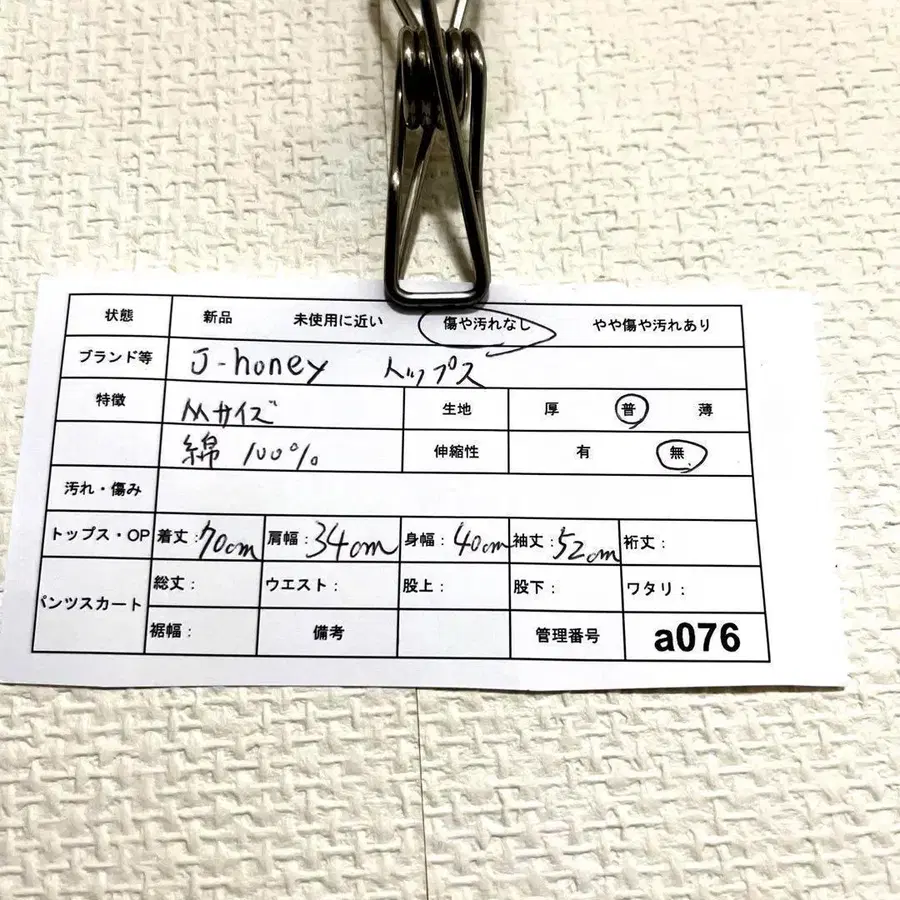 状態 新品 未使用に近い 傷や汚れなし やや傷や汚れあり
ブランド等 J-honey トップス
特徴 Mサイズ 生地 厚 普 薄
綿 100% 伸縮性 有 無
汚れ・傷み
トップス・OP 着丈：70cm 肩幅：34cm 身幅：40cm 袖丈：52cm 裄丈：
パンツスカート 総丈： ウエスト： 股上： 股下： ワタリ：
裾幅： 備考 管理番号 a076